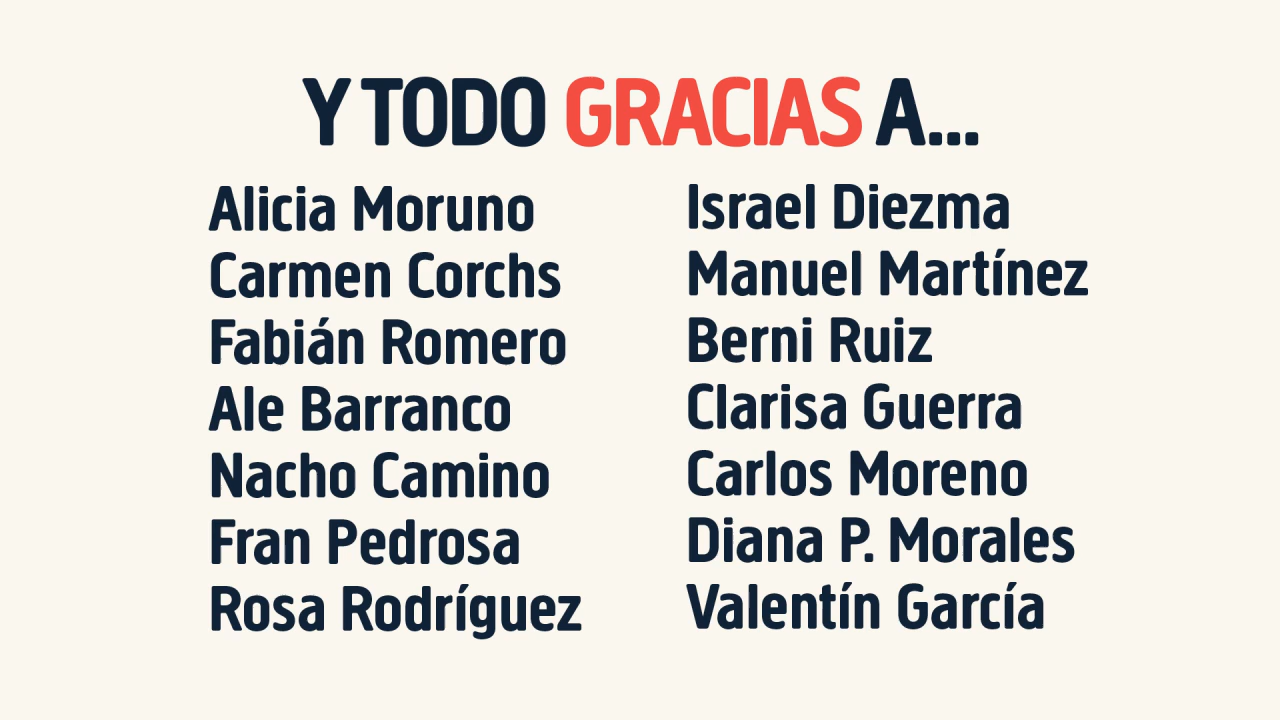 Y TODO GRACIAS A...
Alicia Moruno
Carmen Corchs
Fabián Romero
Ale Barranco
Nacho Camino
Fran Pedrosa
Rosa Rodríguez
Israel Diezma
Manuel Martínez
Berni Ruiz
Clarisa Guerra
Carlos Moreno
Diana P. Morales
Valentín García